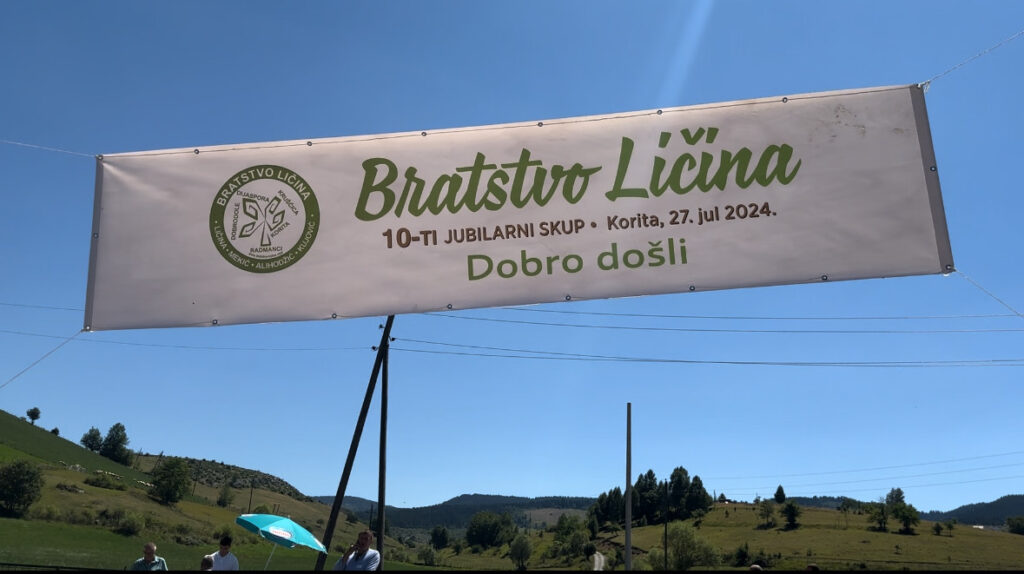 BRATSTVO LIČINA
DIJASPORA
DOBRODOLE
KRUŠČICA
KORITA
RADMANCI
• LIČINA • MEKIĆ • ALIHODŽIĆ • KUJOVIĆ •
Bratstvo Ličina
10-TI JUBILARNI SKUP • Korita, 27. jul 2024.
Dobro došli